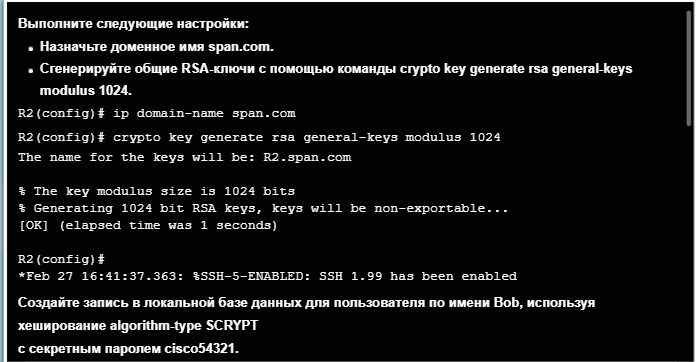 Выполните следующие настройки:
• Назначьте доменное имя span.com.
• Сгенерируйте общие RSA-ключи с помощью команды crypto key generate rsa general-keys
modulus 1024.
R2(config)# ip domain-name span.com
R2(config)# crypto key generate rsa general-keys modulus 1024
The name for the keys will be: R2.span.com
% The key modulus size is 1024 bits
% Generating 1024 bit RSA keys, keys will be non-exportable...
[OK] (elapsed time was 1 seconds)
R2(config)#
*Feb 27 16:41:37.363: %SSH-5-ENABLED: SSH 1.99 has been enabled
Создайте запись в локальной базе данных для пользователя по имени Bob, используя
хеширование algorithm-type SCRYPT
с секретным паролем cisco54321.